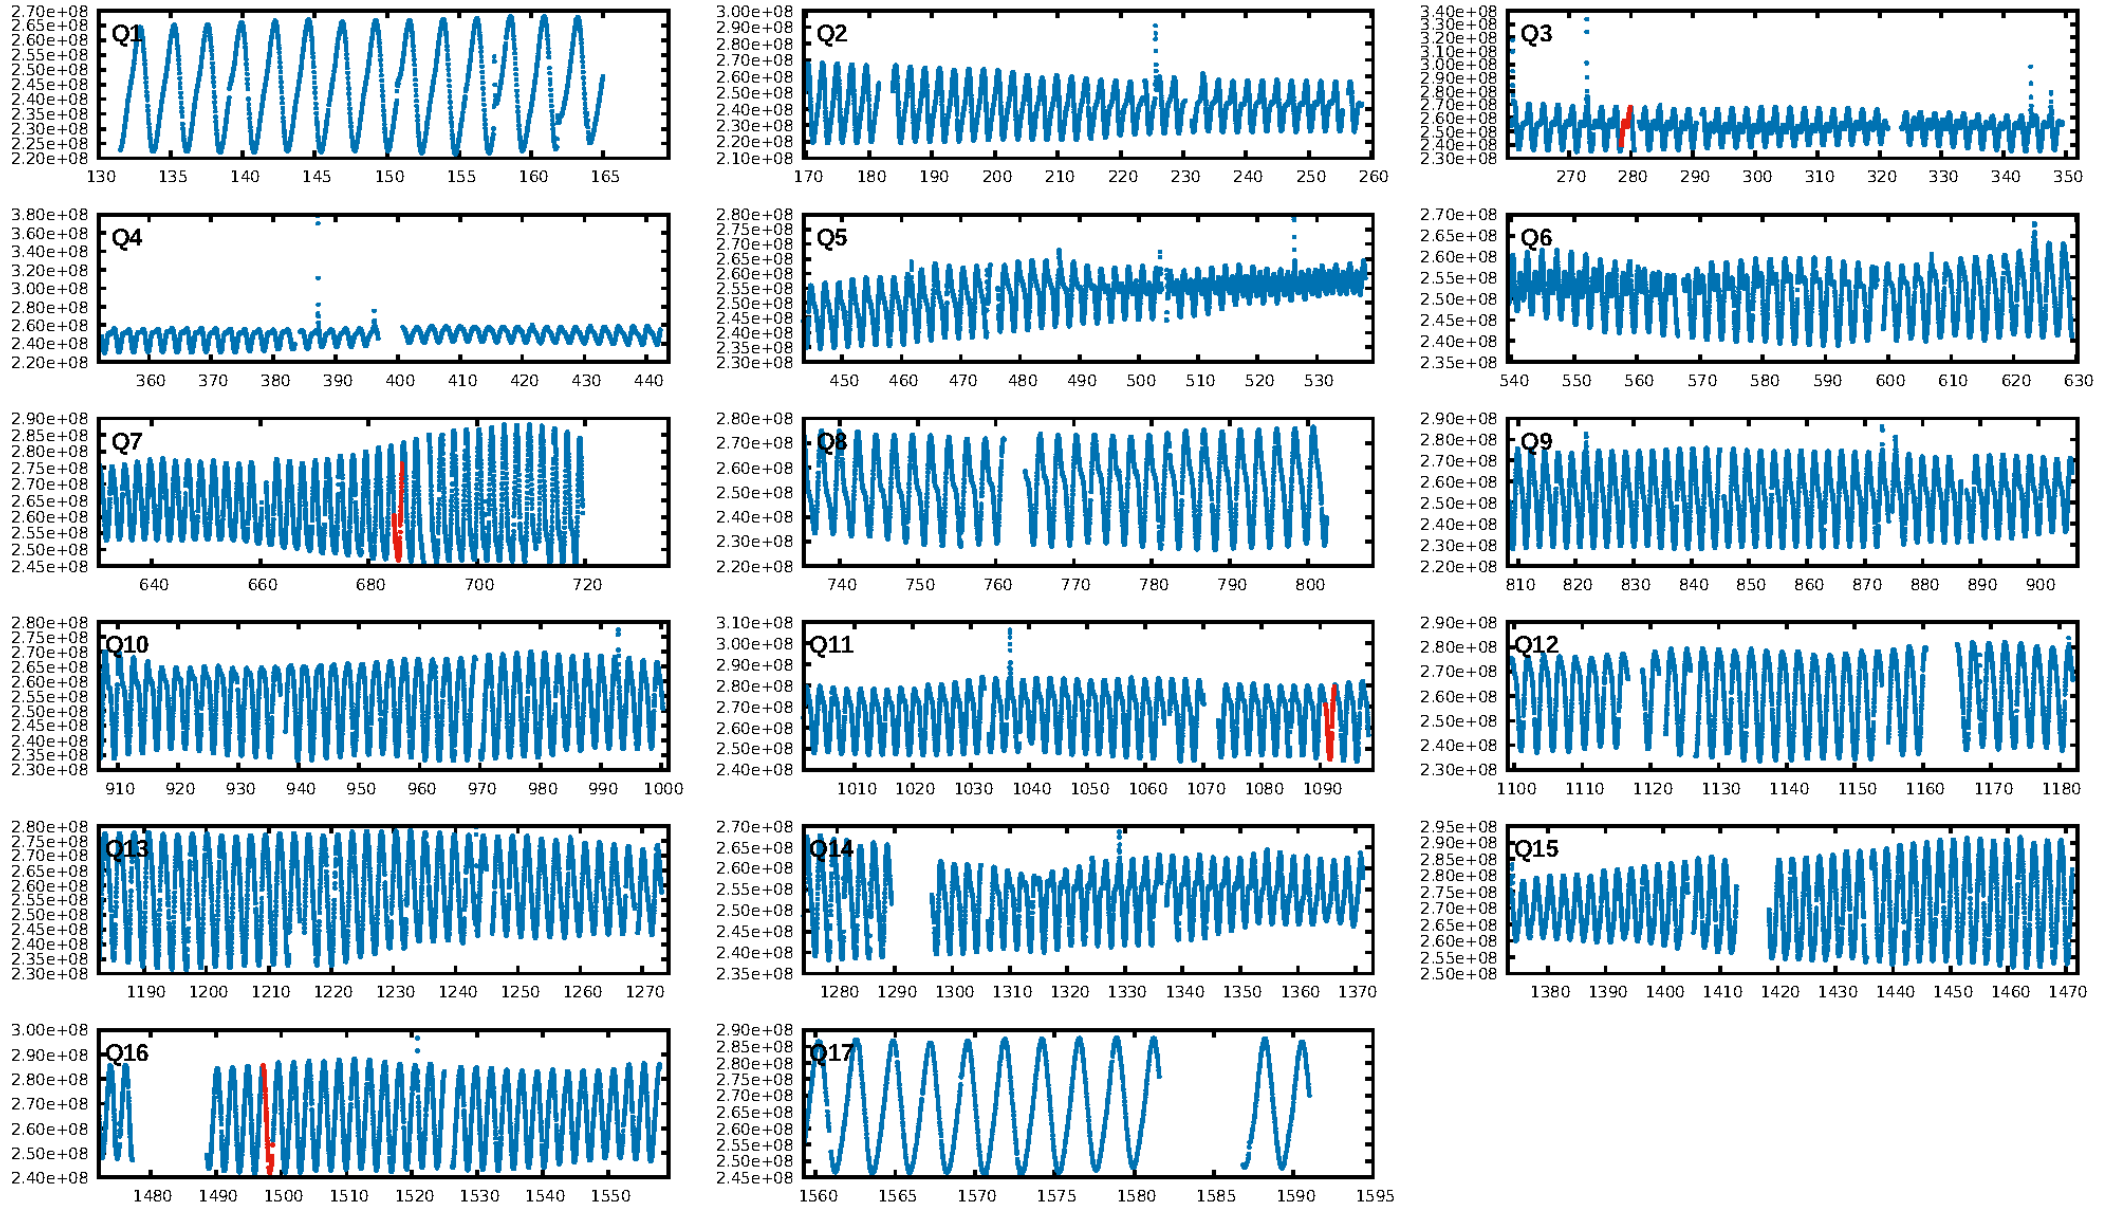 2.70e+08 2.65e+08 2.60e+08 2.55e+08 2.50e+08 2.45e+08 2.40e+08 2.35e+08 2.30e+08 2.25e+08 2.20e+08
Q1
130 135 140 145 150 155 160 165
3.00e+08 2.90e+08 2.80e+08 2.70e+08 2.60e+08 2.50e+08 2.40e+08 2.30e+08 2.20e+08 2.10e+08
Q2
170 180 190 200 210 220 230 240 250 260
3.40e+08 3.30e+08 3.20e+08 3.10e+08 3.00e+08 2.90e+08 2.80e+08 2.70e+08 2.60e+08 2.50e+08 2.40e+08 2.30e+08
Q3
270 280 290 300 310 320 330 340 350
3.80e+08 3.60e+08 3.40e+08 3.20e+08 3.00e+08 2.80e+08 2.60e+08 2.40e+08 2.20e+08
Q4
360 370 380 390 400 410 420 430 440
2.80e+08 2.75e+08 2.70e+08 2.65e+08 2.60e+08 2.55e+08 2.50e+08 2.45e+08 2.40e+08 2.35e+08 2.30e+08
Q5
450 460 470 480 490 500 510 520 530
2.70e+08 2.65e+08 2.60e+08 2.55e+08 2.50e+08 2.45e+08 2.40e+08 2.35e+08
Q6
540 550 560 570 580 590 600 610 620 630
2.90e+08 2.85e+08 2.80e+08 2.75e+08 2.70e+08 2.65e+08 2.60e+08 2.55e+08 2.50e+08 2.45e+08
Q7
640 660 680 700 720
2.80e+08 2.70e+08 2.60e+08 2.50e+08 2.40e+08 2.30e+08 2.20e+08
Q8
740 750 760 770 780 790 800
2.90e+08 2.80e+08 2.70e+08 2.60e+08 2.50e+08 2.40e+08 2.30e+08 2.20e+08
Q9
810 820 830 840 850 860 870 880 890 900
2.80e+08 2.75e+08 2.70e+08 2.65e+08 2.60e+08 2.55e+08 2.50e+08 2.45e+08 2.40e+08 2.35e+08 2.30e+08
Q10
910 920 930 940 950 960 970 980 990 1000
3.10e+08 3.00e+08 2.90e+08 2.80e+08 2.70e+08 2.60e+08 2.50e+08 2.40e+08
Q11
1010 1020 1030 1040 1050 1060 1070 1080 1090
2.90e+08 2.80e+08 2.70e+08 2.60e+08 2.50e+08 2.40e+08 2.30e+08
Q12
1100 1110 1120 1130 1140 1150 1160 1170 1180
2.80e+08 2.75e+08 2.70e+08 2.65e+08 2.60e+08 2.55e+08 2.50e+08 2.45e+08 2.40e+08 2.35e+08 2.30e+08
Q13
1190 1200 1210 1220 1230 1240 1250 1260 1270
2.70e+08 2.65e+08 2.60e+08 2.55e+08 2.50e+08 2.45e+08 2.40e+08 2.35e+08
Q14
1280 1290 1300 1310 1320 1330 1340 1350 1360 1370
2.95e+08 2.90e+08 2.85e+08 2.80e+08 2.75e+08 2.70e+08 2.65e+08 2.60e+08 2.55e+08 2.50e+08
Q15
1380 1390 1400 1410 1420 1430 1440 1450 1460 1470
3.00e+08 2.90e+08 2.80e+08 2.70e+08 2.60e+08 2.50e+08 2.40e+08
Q16
1480 1490 1500 1510 1520 1530 1540 1550
2.90e+08 2.85e+08 2.80e+08 2.75e+08 2.70e+08 2.65e+08 2.60e+08 2.55e+08 2.50e+08 2.45e+08
Q17
1560 1565 1570 1575 1580 1585 1590 1595